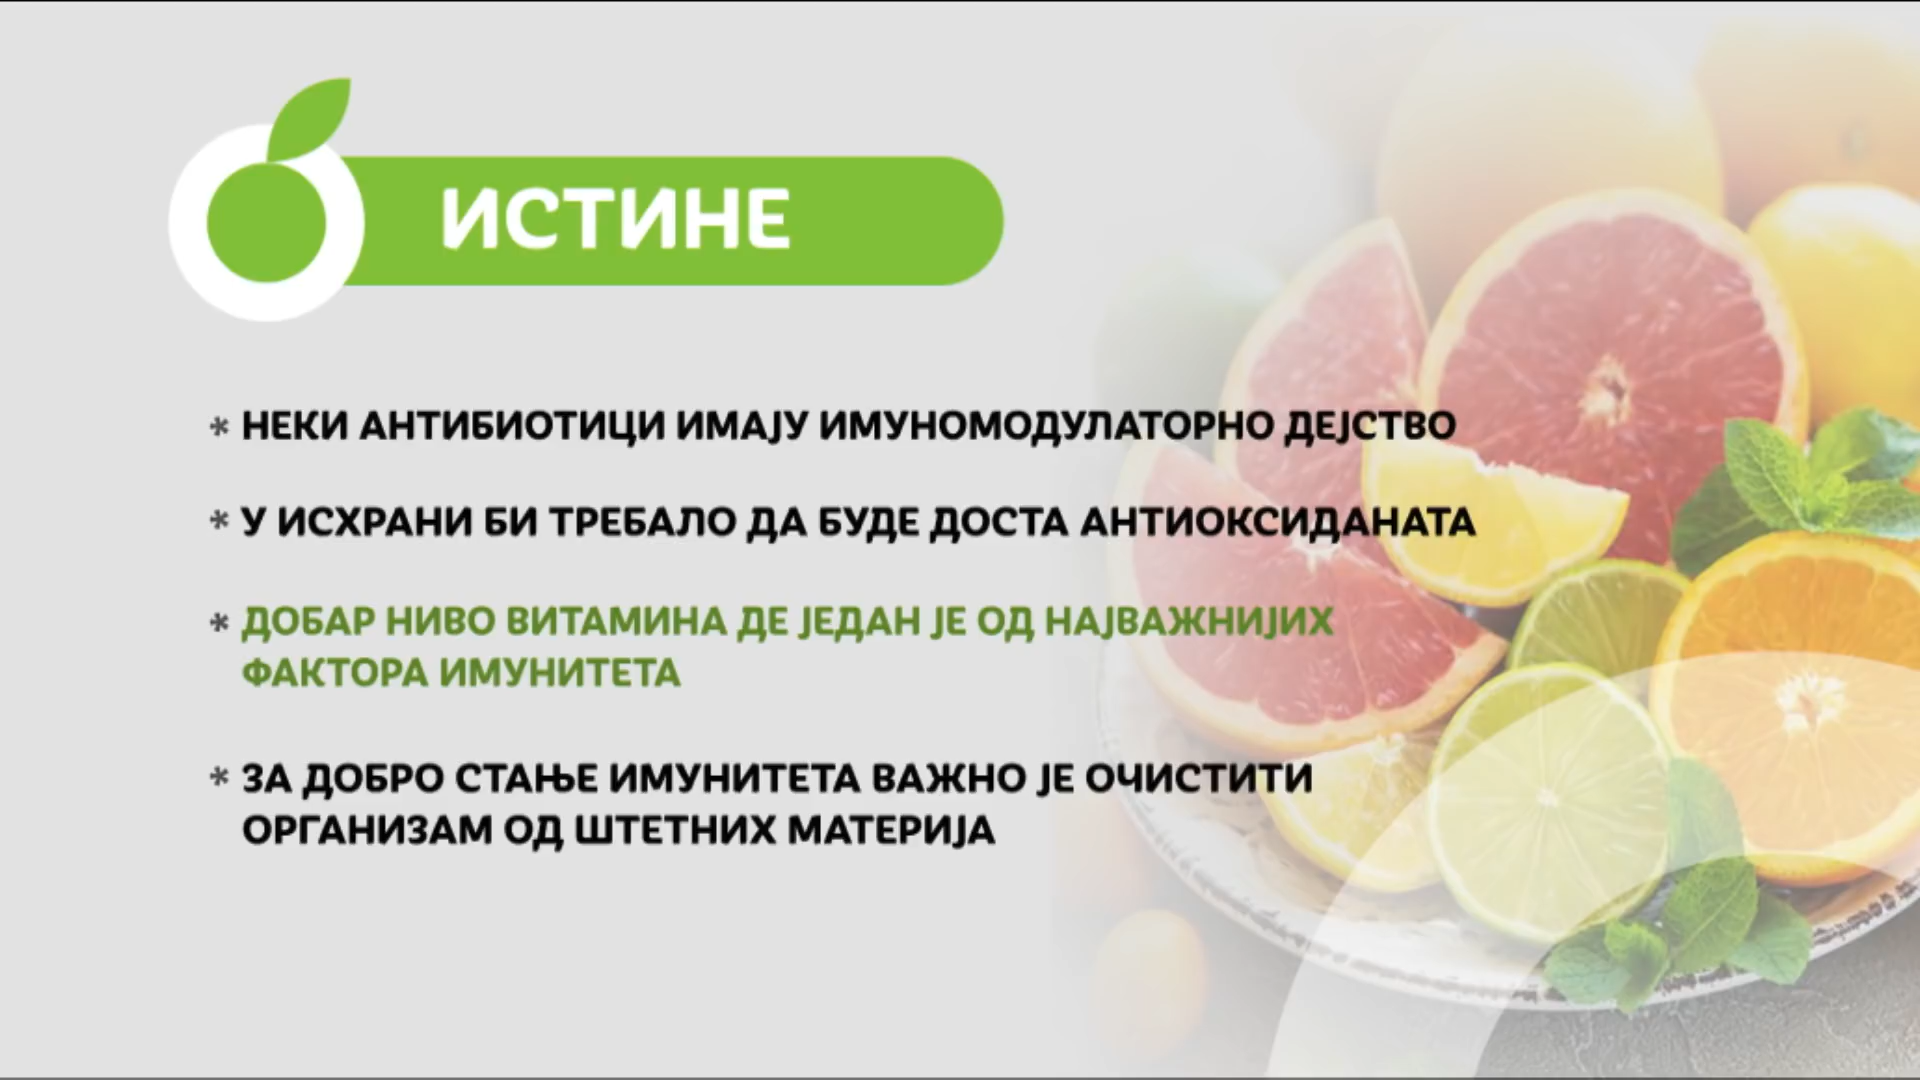 ИСТИНЕ
* НЕКИ АНТИБИОТИЦИ ИМАЈУ ИМУНОМОДУЛАТОРНО ДЕЈСТВО
* У ИСХРАНИ БИ ТРЕБАЛО ДА БУДЕ ДОСТА АНТИОКСИДАНАТА
* ДОБАР НИВО ВИТАМИНА ДЕ ЈЕДАН ЈЕ ОД НАЈВАЖНИЈИХ
ФАКТОРА ИМУНИТЕТА
* ЗА ДОБРО СТАЊЕ ИМУНИТЕТА ВАЖНО ЈЕ ОЧИСТИТИ
ОРГАНИЗАМ ОД ШТЕТНИХ МАТЕРИЈА